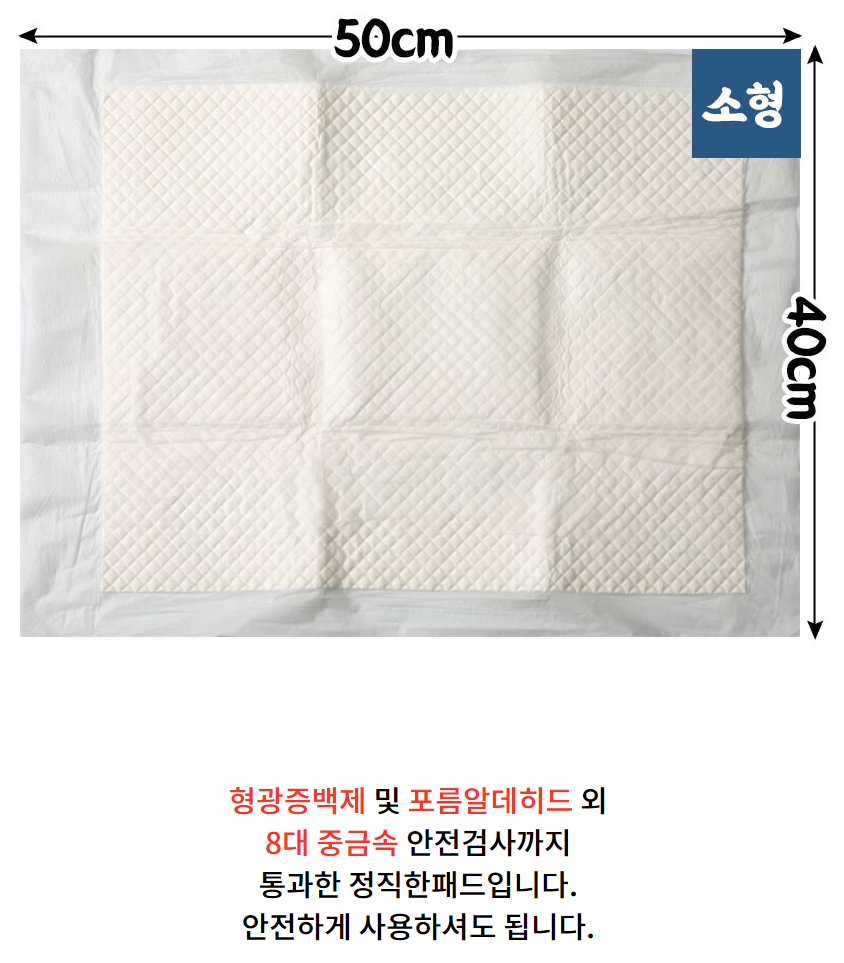 50cm
소형
40cm
형광증백제 및 포름알데히드 외
8대 중금속 안전검사까지
통과한 정직한패드입니다.
안전하게 사용하셔도 됩니다.